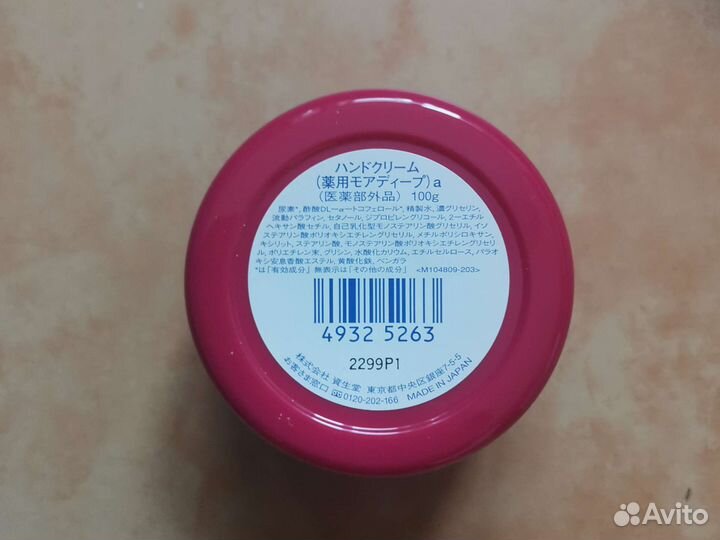 ハンドクリーム
(薬用モアディープ)a
(医薬部外品) 100g
尿素*, 酢酸DL－α－トコフェロール*, 精製水, 濃グリセリン,
流動パラフィン, セタノール, ジプロピレングリコール, 2－エチル
ヘキサン酸セチル, 自己乳化型モノステアリン酸グリセリル, イソ
ステアリン酸ポリオキシエチレングリセリル, メチルポリシロキサン,
キシリット, ステアリン酸, モノステアリン酸ポリオキシエチレングリセリ
ル, ポリエチレン末, グリシン, 水酸化カリウム, エチルセルロース, パラオ
キシ安息香酸エステル, 黄酸化鉄, ベンガラ
*は「有効成分」 無表示は「その他の成分」 <M104809-203>
4932 5263
2299P1
株式会社 資生堂 東京都中央区銀座7-5-5
お客さま窓口 0120-202-166 MADE IN JAPAN
Avito